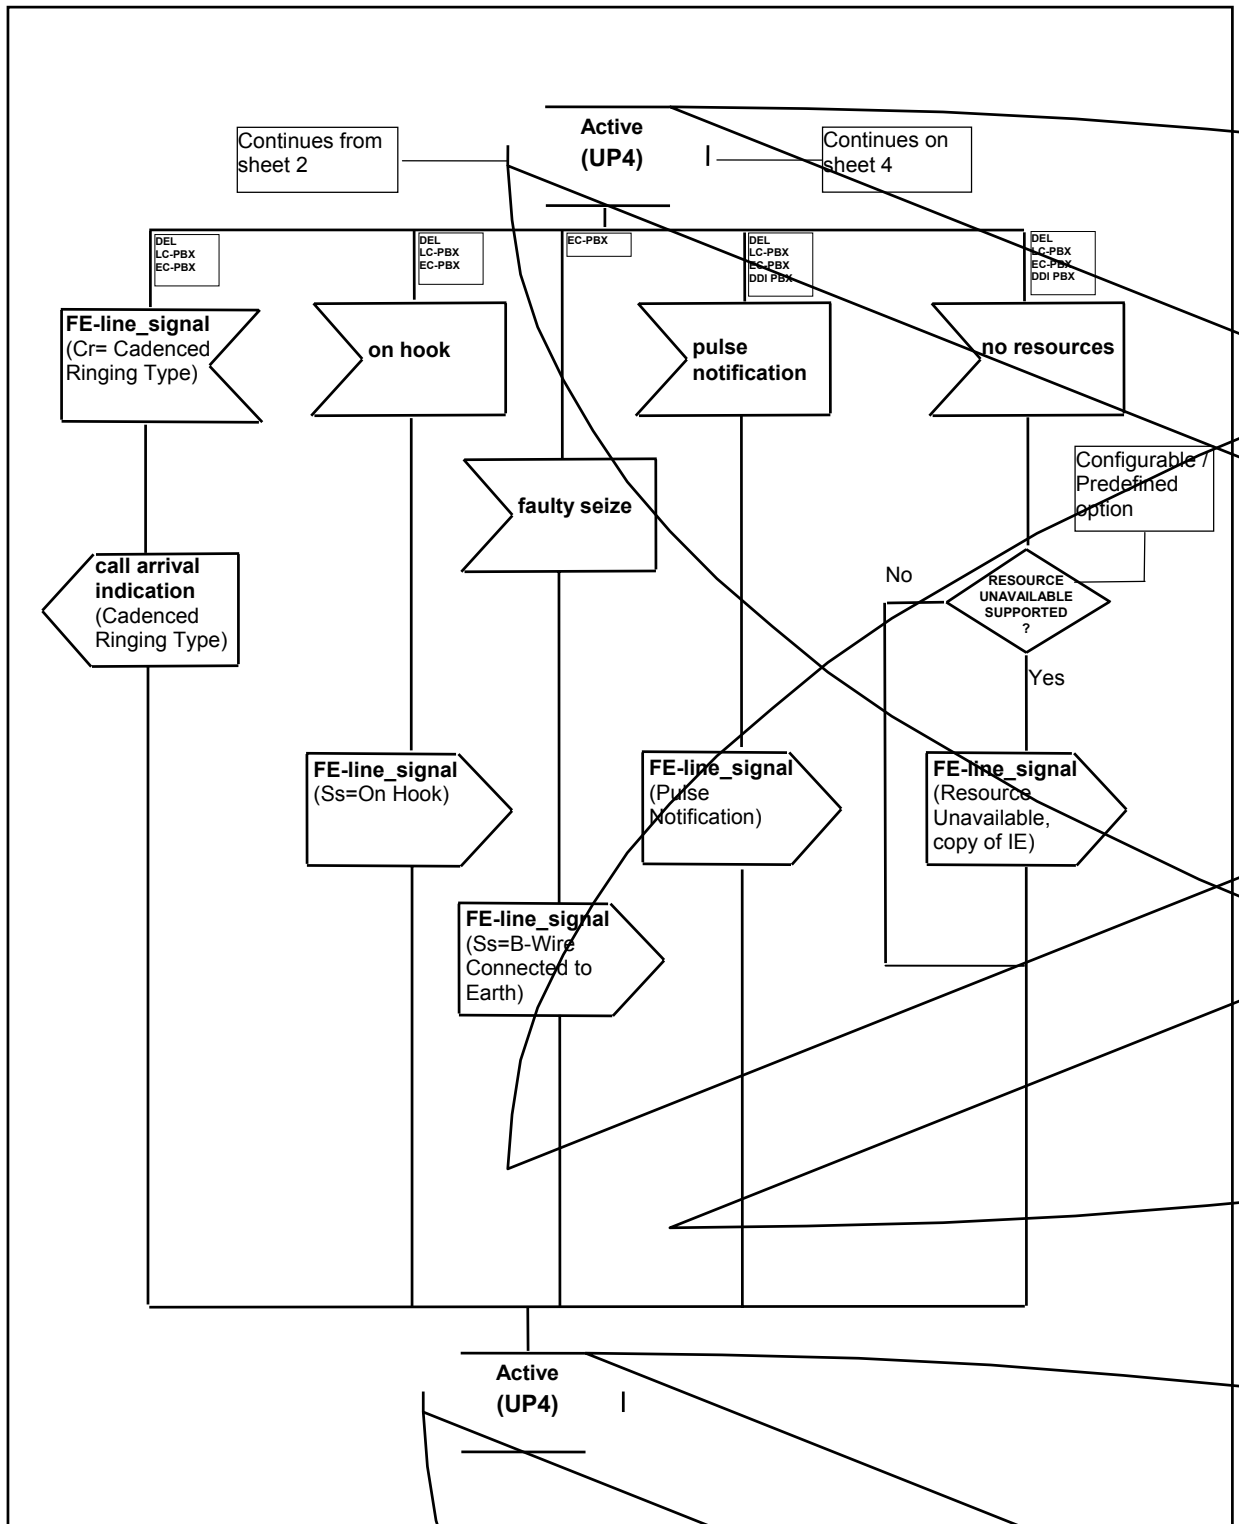 Active
(UP4)
Continues from
sheet 2
Continues on
sheet 4
DEL
LC-PBX
EC-PBX
DEL
LC-PBX
EC-PBX
EC-PBX
DEL
LC-PBX
EC-PBX
DDI PBX
DEL
LC-PBX
EC-PBX
DDI PBX
FE-line_signal
(Cr= Cadenced
Ringing Type)
on hook
pulse
notification
no resources
faulty seize
Configurable /
Predefined
option
call arrival
indication
(Cadenced
Ringing Type)
No
RESOURCE
UNAVAILABLE
SUPPORTED
?
Yes
FE-line_signal
(Ss=On Hook)
FE-line_signal
(Pulse
Notification)
FE-line_signal
(Resource
Unavailable,
copy of IE)
FE-line_signal
(Ss=B-Wire
Connected to
Earth)
Active
(UP4)